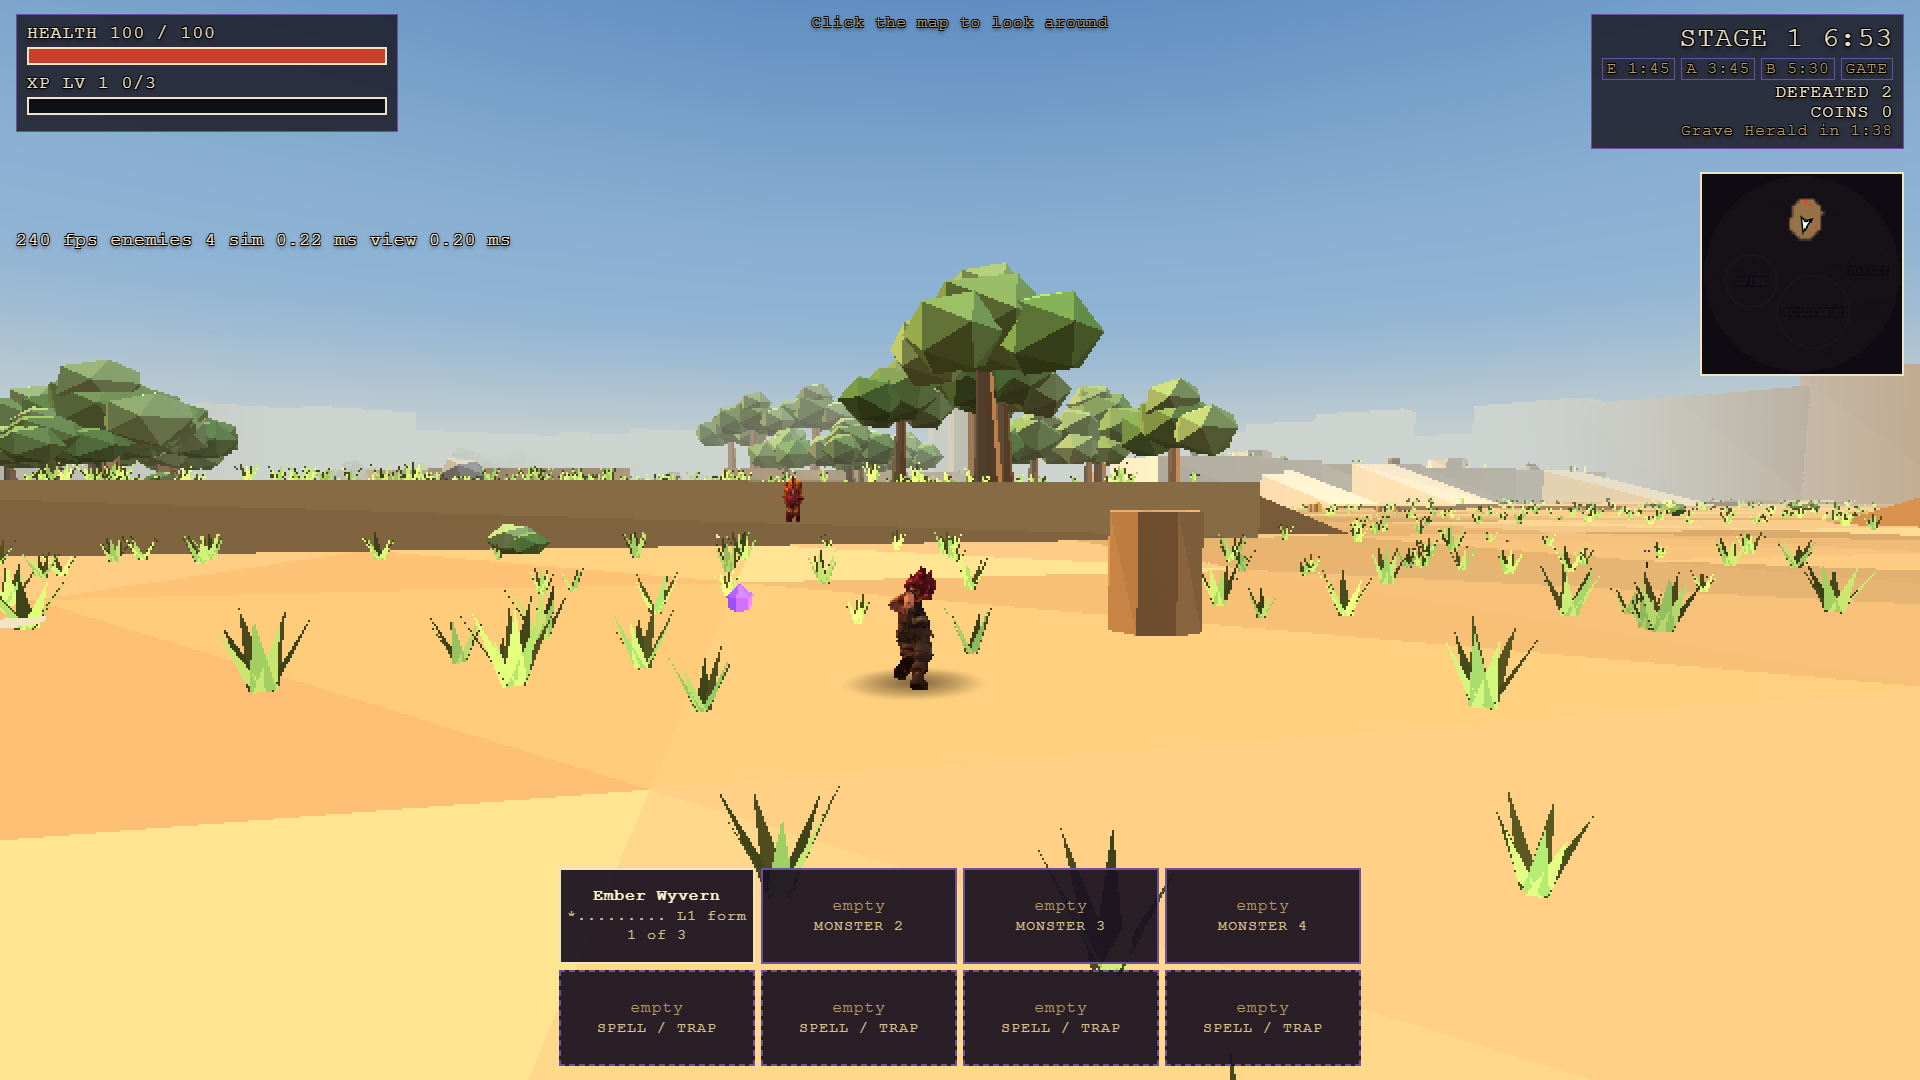 HEALTH 100 / 100
XP LV 1 0/3
Click the map to look around
STAGE 1 6:53
E 1:45 A 3:45 B 5:30 GATE
DEFEATED 2
COINS 0
Grave Herald in 1:38
240 fps enemies 4 sim 0.22 ms view 0.20 ms
Ember Wyvern
*......... L1 form
1 of 3
empty
MONSTER 2
empty
MONSTER 3
empty
MONSTER 4
empty
SPELL / TRAP
empty
SPELL / TRAP
empty
SPELL / TRAP
empty
SPELL / TRAP